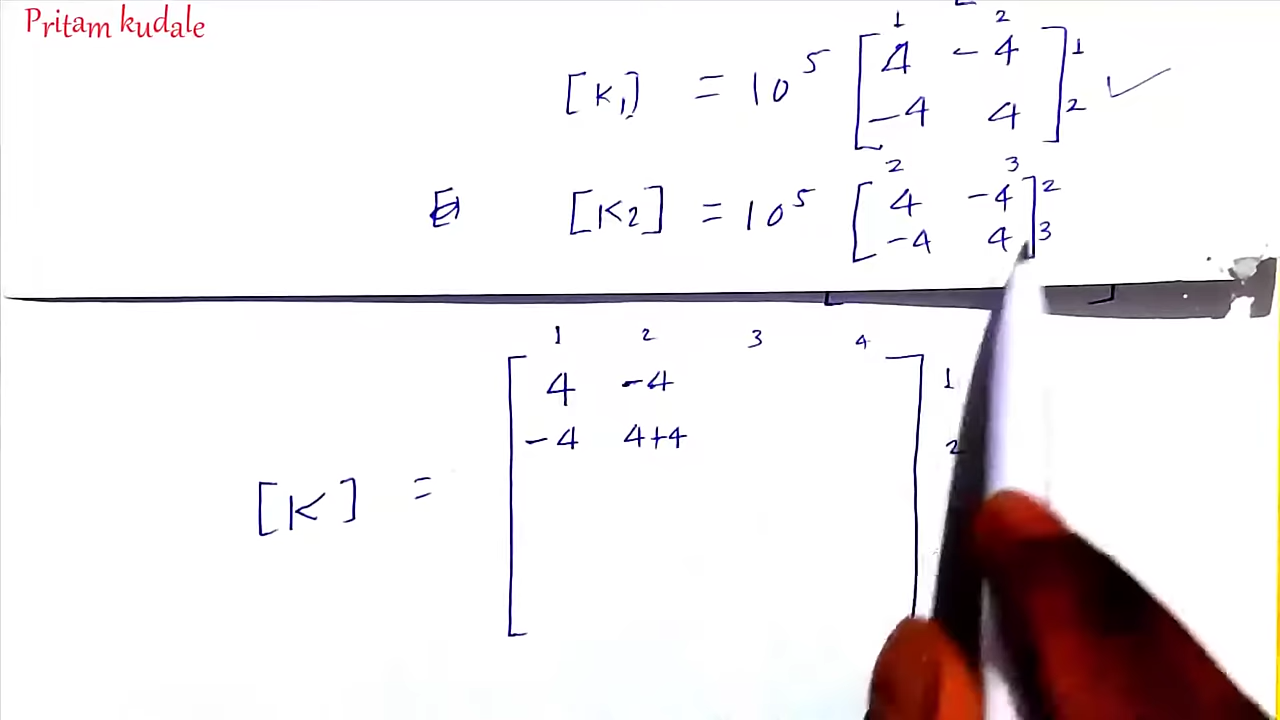 Pritam kudale
1 2
[K1] = 10^5 [ 4 -4 ] 1
[ -4 4 ] 2 ✓
2 3
[K2] = 10^5 [ 4 -4 ] 2
[ -4 4 ] 3
1 2 3 4
4 -4 1
-4 4+4 2
[K] =